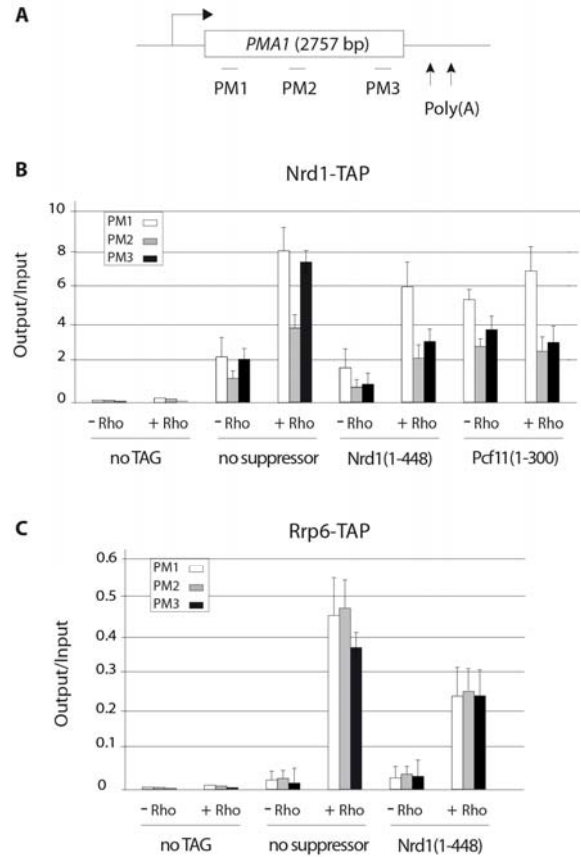 A
PMA1 (2757 bp)
PM1 PM2 PM3 Poly(A)
B
Nrd1-TAP
Output/Input
10
8
6
4
2
0
PM1
PM2
PM3
- Rho + Rho - Rho + Rho - Rho + Rho - Rho + Rho
no TAG no suppressor Nrd1(1-448) Pcf11(1-300)
C
Rrp6-TAP
Output/Input
0.6
0.5
0.4
0.3
0.2
0.1
0
PM1
PM2
PM3
- Rho + Rho - Rho + Rho - Rho + Rho
no TAG no suppressor Nrd1(1-448)